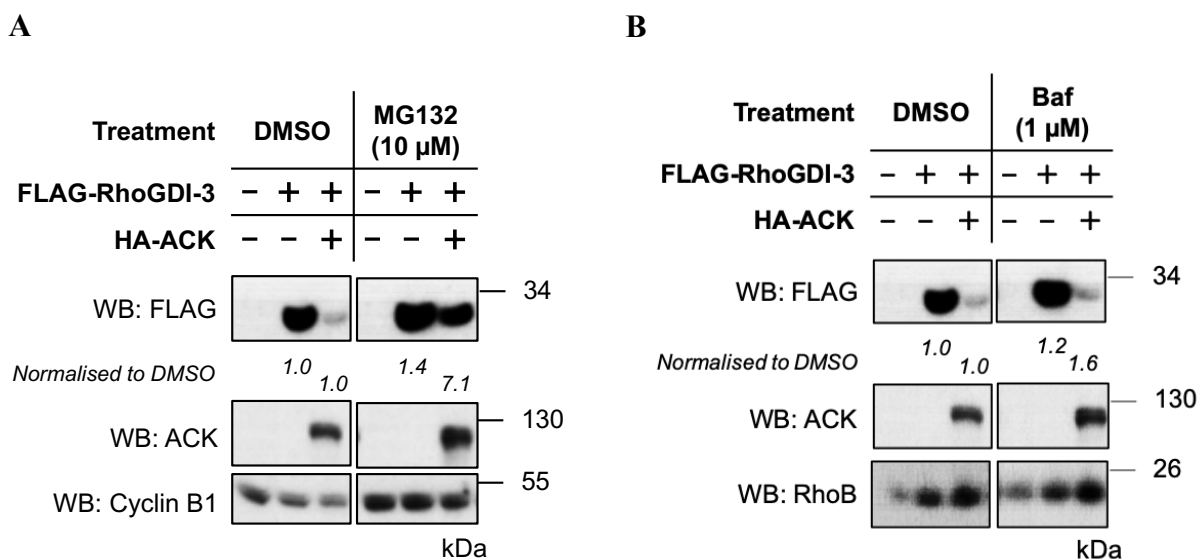 A
Treatment DMSO MG132 (10 µM)
FLAG-RhoGDI-3 – + + – + +
HA-ACK – – + – – +
WB: FLAG 34
Normalised to DMSO 1.0 1.0 1.4 7.1
WB: ACK 130
WB: Cyclin B1 55
kDa
B
Treatment DMSO Baf (1 µM)
FLAG-RhoGDI-3 – + + – + +
HA-ACK – – + – – +
WB: FLAG 34
Normalised to DMSO 1.0 1.0 1.2 1.6
WB: ACK 130
WB: RhoB 26
kDa